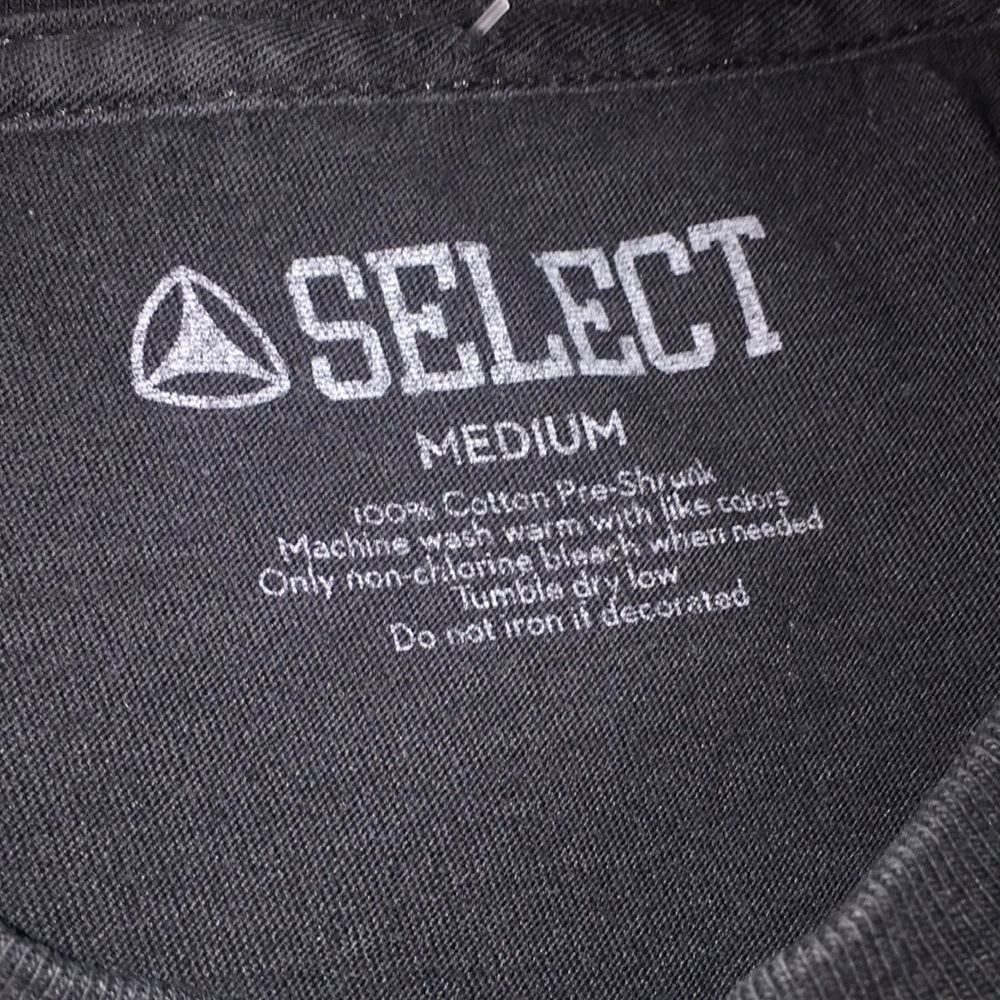 SELECT
MEDIUM
100% Cotton Pre-Shrunk
Machine wash warm with like colors
Only non-chlorine bleach when needed
Tumble dry low
Do not iron if decorated